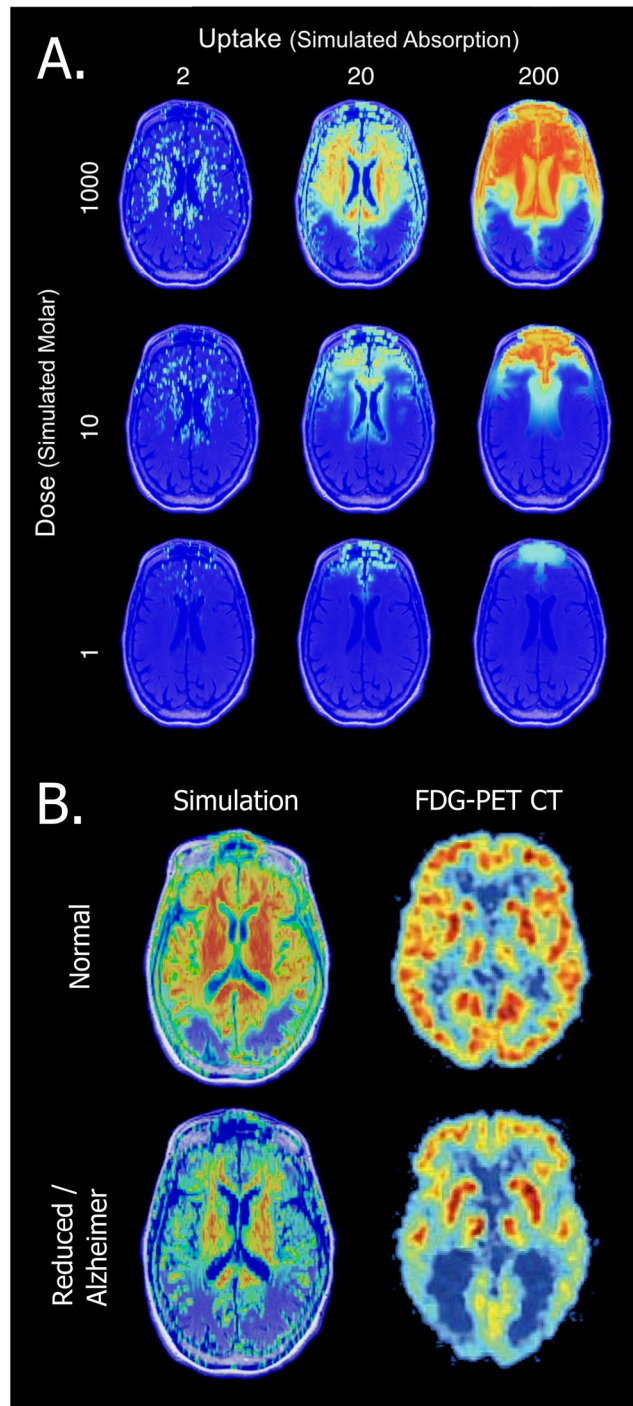 A.
Uptake (Simulated Absorption)
2 20 200
Dose (Simulated Molar)
1000
10
1
B.
Simulation FDG-PET CT
Normal
Reduced /
Alzheimer